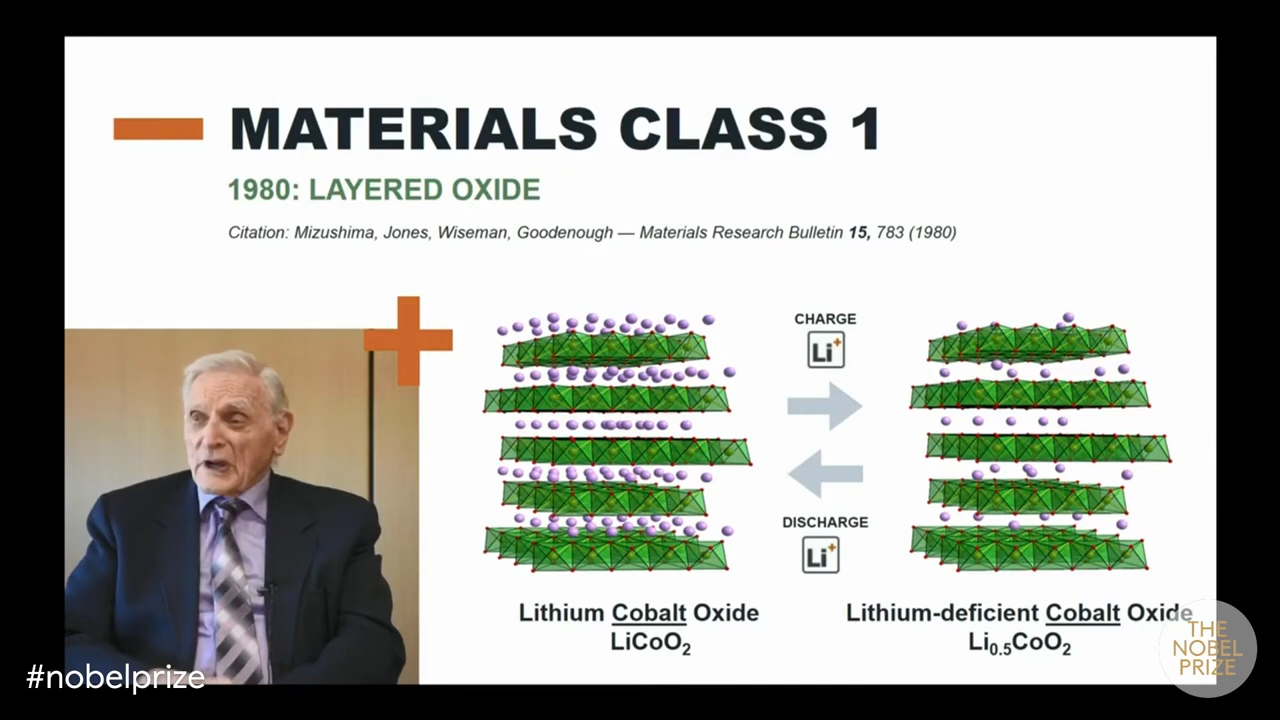 MATERIALS CLASS 1
1980: LAYERED OXIDE
Citation: Mizushima, Jones, Wiseman, Goodenough — Materials Research Bulletin 15, 783 (1980)
CHARGE
Li+
DISCHARGE
Li+
Lithium Cobalt Oxide
LiCoO₂
Lithium-deficient Cobalt Oxide
Li₀.₅CoO₂
THE
NOBEL
PRIZE
#nobelprize